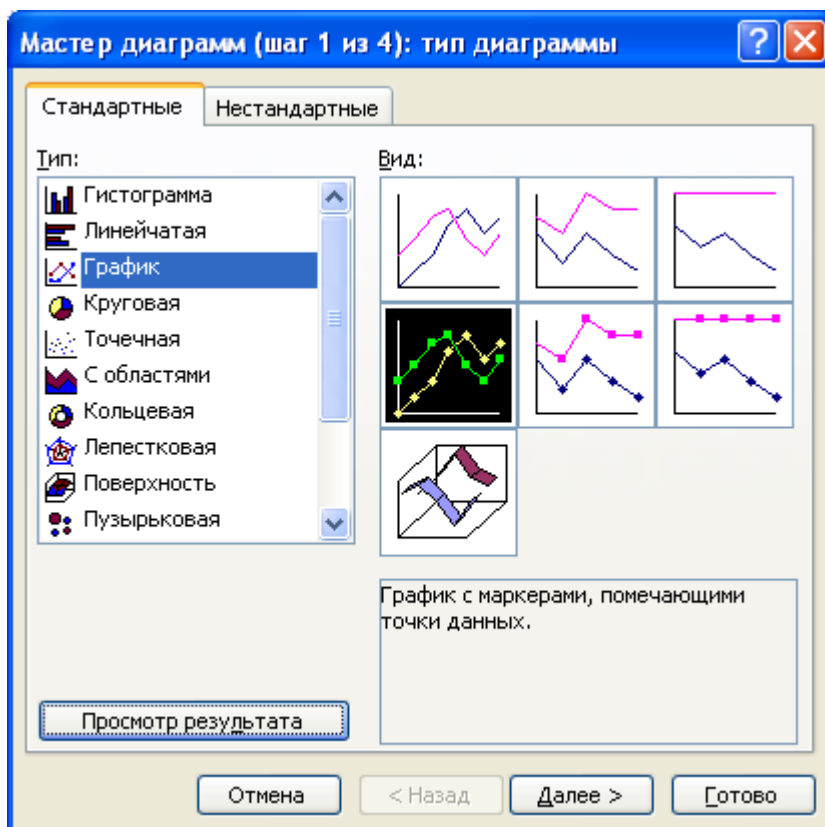 Мастер диаграмм (шаг 1 из 4): тип диаграммы
Стандартные
Нестандартные
Тип:
Гистограмма
Линейчатая
График
Круговая
Точечная
С областями
Кольцевая
Лепестковая
Поверхность
Пузырьковая
Вид:
График с маркерами, помечающими
точки данных.
Просмотр результата
Отмена
< Назад
Далее >
Готово